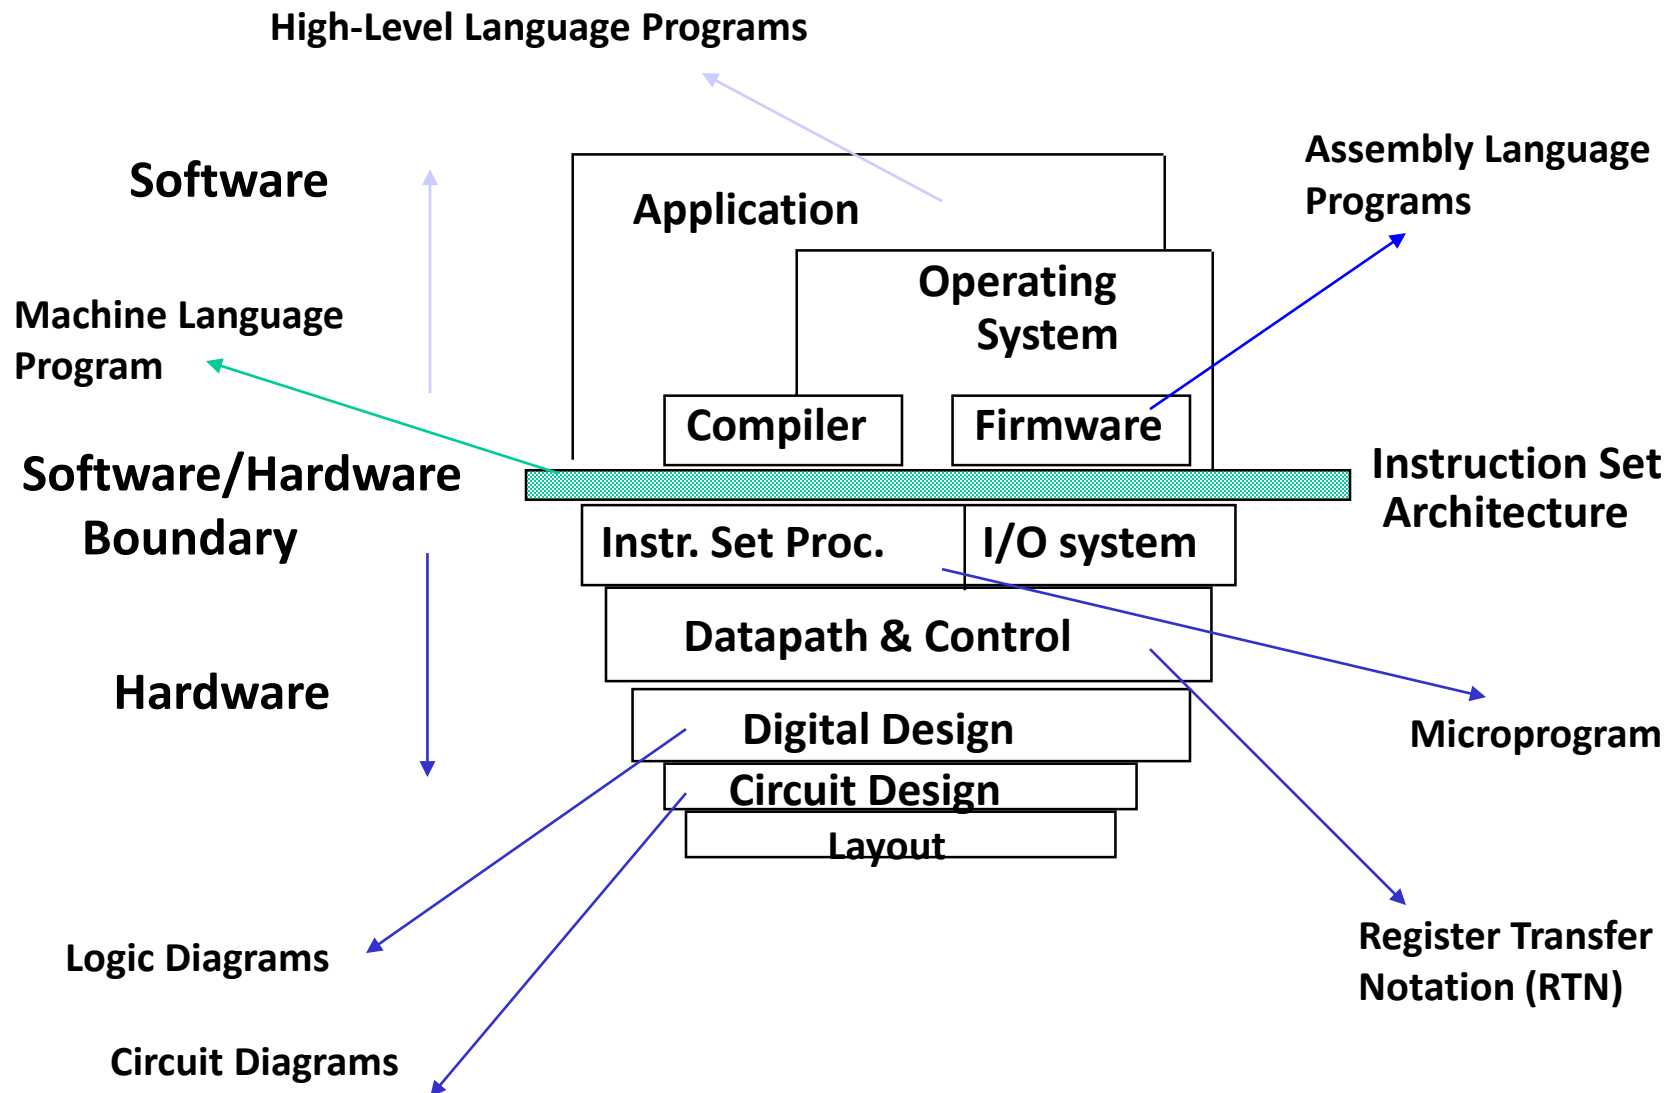 High-Level Language Programs
Assembly Language
Programs
Software
Application
Operating
System
Machine Language
Program
Compiler
Firmware
Software/Hardware
Boundary
Instruction Set
Architecture
Instr. Set Proc.
I/O system
Datapath & Control
Hardware
Digital Design
Microprogram
Circuit Design
Layout
Logic Diagrams
Register Transfer
Notation (RTN)
Circuit Diagrams